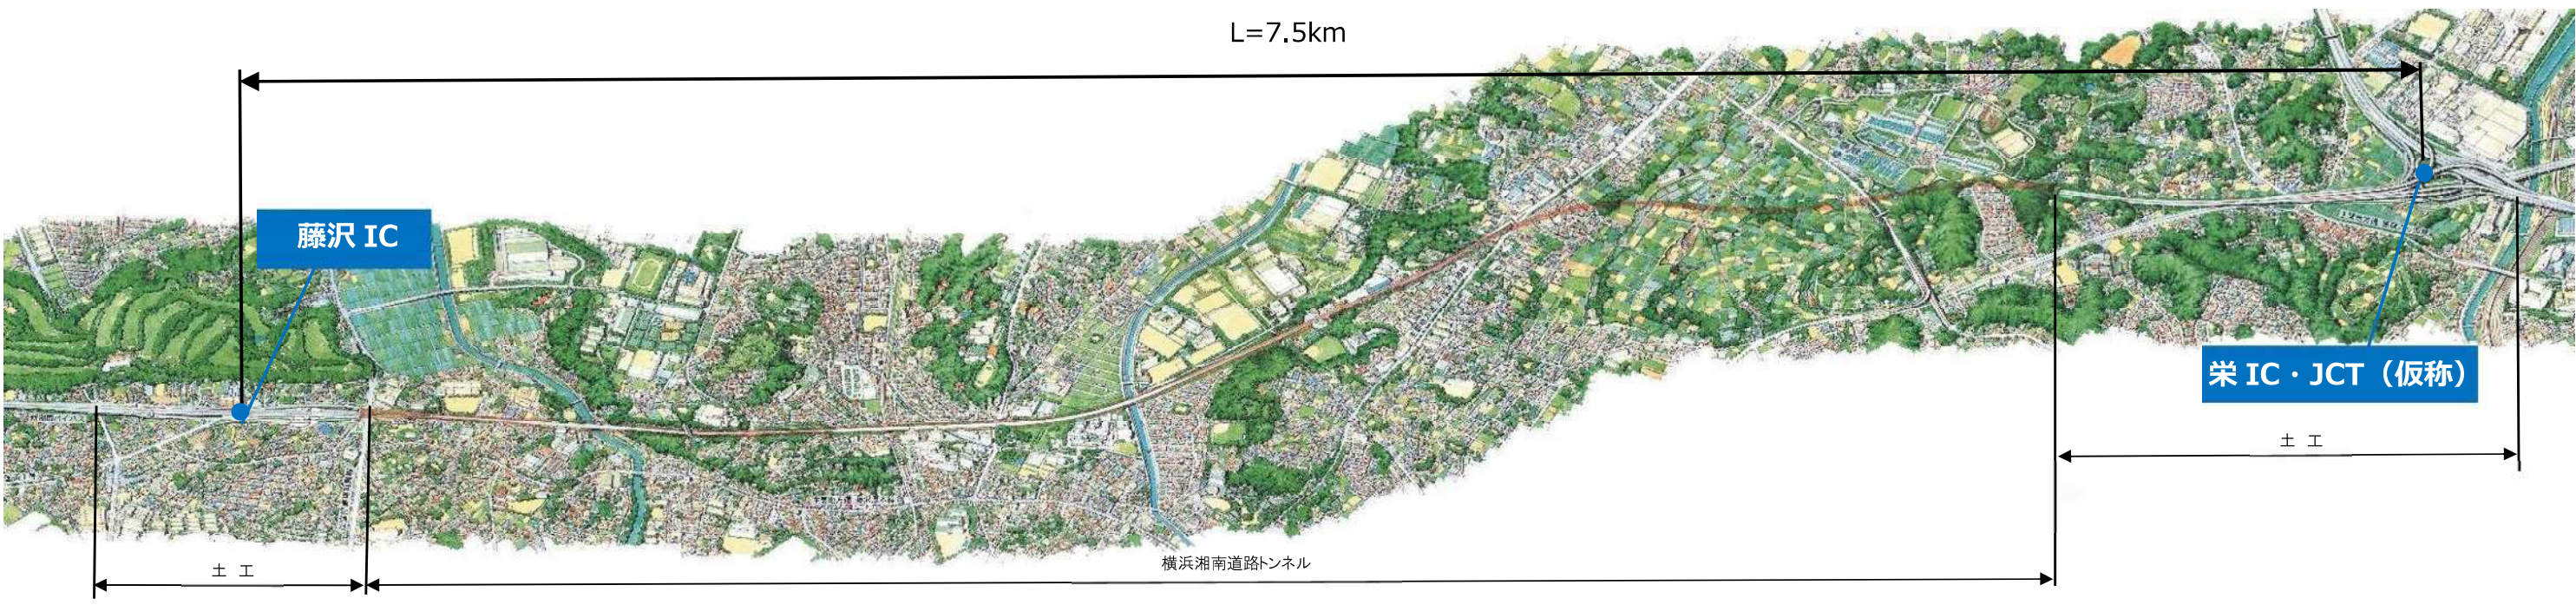 L=7.5km
藤沢 IC
栄 IC・JCT（仮称）
土 工
横浜湘南道路トンネル
土 工